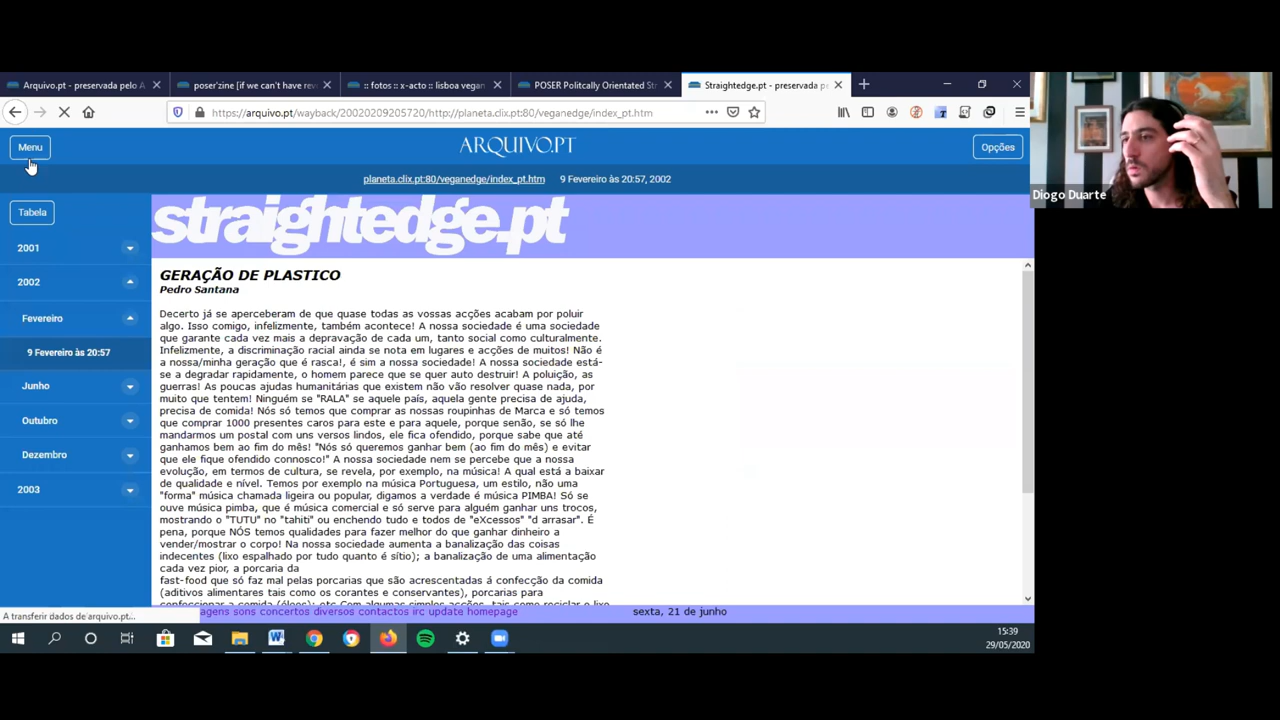 Arquivo.pt - preservada pelo A
poser'zine [if we can't have rev
:: fotos :: x-acto :: lisboa vegan
POSER Politcally Orientated St
Straightedge.pt - preservada pe
https://arquivo.pt/wayback/20020209205720/http://planeta.clix.pt:80/veganedge/index_pt.htm
Menu
ARQUIVO.PT
Opções
planeta.clix.pt:80/veganedge/index_pt.htm 9 Fevereiro às 20:57, 2002
Diogo Duarte
Tabela
2001
2002
Fevereiro
9 Fevereiro às 20:57
Junho
Outubro
Dezembro
2003
straightedge.pt
GERAÇÃO DE PLASTICO
Pedro Santana
Decerto já se aperceberam de que quase todas as vossas acções acabam por poluir
algo. Isso comigo, infelizmente, também acontece! A nossa sociedade é uma sociedade
que garante cada vez mais a depravação de cada um, tanto social como culturalmente.
Infelizmente, a discriminação racial ainda se nota em lugares e acções de muitos! Não é
a nossa/minha geração que é rasca!, é sim a nossa sociedade! A nossa sociedade está-
se a degradar rapidamente, o homem parece que se quer auto destruir! A poluição, as
guerras! As poucas ajudas humanitárias que existem não vão resolver quase nada, por
muito que tentem! Ninguém se "RALA" se aquele país, aquela gente precisa de ajuda,
precisa de comida! Nós só temos que comprar as nossas roupinhas de Marca e só temos
que comprar 1000 presentes caros para este e para aquele, porque senão, se só lhe
mandarmos um postal com uns versos lindos, ele fica ofendido, porque sabe que até
ganhamos bem ao fim do mês! "Nós só queremos ganhar bem (ao fim do mês) e evitar
que ele fique ofendido connosco!" A nossa sociedade nem se percebe que a nossa
evolução, em termos de cultura, se revela, por exemplo, na música! A qual está a baixar
de qualidade e nível. Temos por exemplo na música Portuguesa, um estilo, não uma
"forma" música chamada ligeira ou popular, digamos a verdade é música PIMBA! Só se
ouve música pimba, que é música comercial e só serve para alguém ganhar uns trocos,
mostrando o "TUTU" no "tahiti" ou enchendo tudo e todos de "eXcessos" "d arrasar". É
pena, porque NÓS temos qualidades para fazer melhor do que ganhar dinheiro a
vender/mostrar o corpo! Na nossa sociedade aumenta a banalização das coisas
indecentes (lixo espalhado por tudo quanto é sítio); a banalização de uma alimentação
cada vez pior, a porcaria da
fast-food que só faz mal pelas porcarias que são acrescentadas á confecção da comida
(aditivos alimentares tais como os corantes e conservantes), porcarias para
confeccionar a comida (óleos); etc Com algumas simples acções, tais como reciclar o lixo
A transferir dados de arquivo.pt...
agens sons concertos diversos contactos irc update homepage
sexta, 21 de junho
15:39
29/05/2020